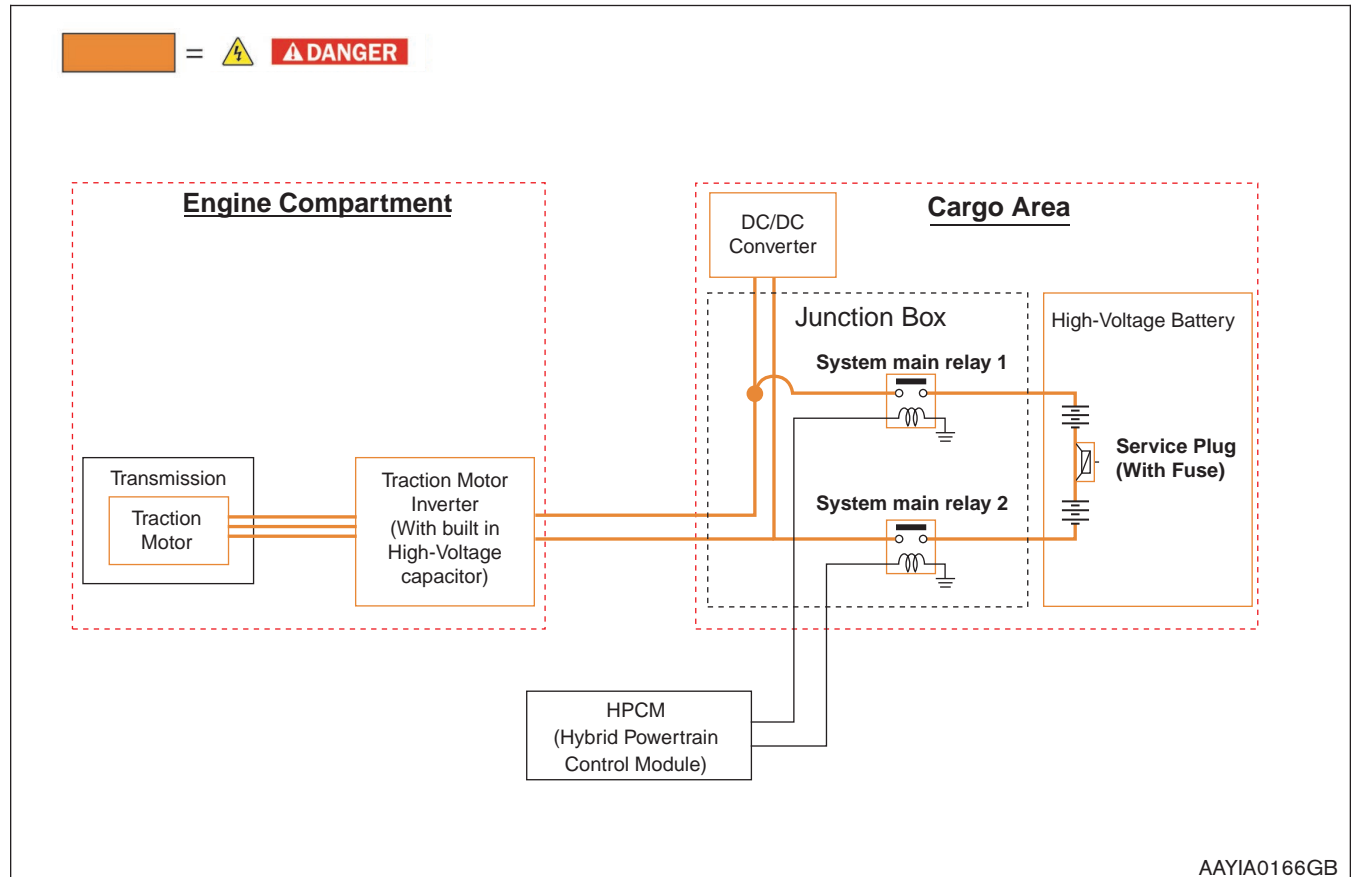 = DANGER
Engine Compartment
Cargo Area
DC/DC
Converter
Junction Box
High-Voltage Battery
System main relay 1
Service Plug
(With Fuse)
Transmission
Traction
Motor
Traction Motor
Inverter
(With built in
High-Voltage
capacitor)
System main relay 2
HPCM
(Hybrid Powertrain
Control Module)
AAYIA0166GB